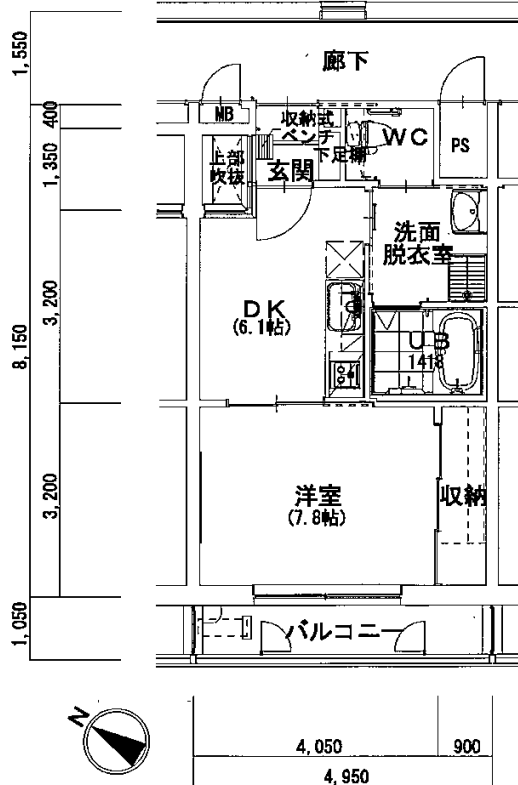 1,550
廊下
400
MB
収納式
ベンチ
下足棚
WC
PS
1,350
上部
吹抜
玄関
洗面
脱衣室
8,150
3,200
DK
(6.1帖)
UB
1418
3,200
洋室
(7.8帖)
収納
1,050
バルコニー
N
4,050
900
4,950